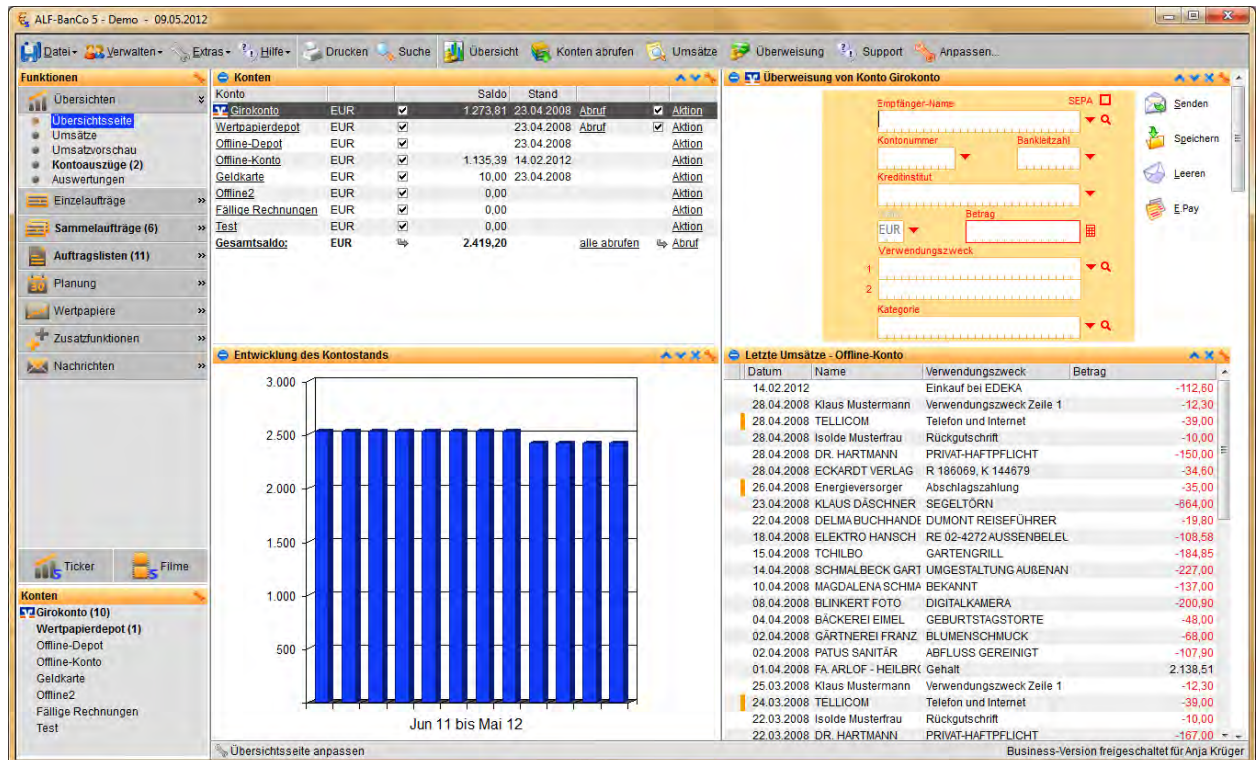 ALF-BanCo 5 - Demo - 09.05.2012
Datei Verwalten Extras Hilfe Drucken Suche Übersicht Konten abrufen Umsätze Überweisung Support Anpassen...
Funktionen
Übersichten
Übersichtsseite
Umsätze
Umsatzvorschau
Kontoauszüge (2)
Auswertungen
Einzelaufträge
Sammelaufträge (6)
Auftragslisten (11)
Planung
Wertpapiere
Zusatzfunktionen
Nachrichten
Ticker Filme
Konten
Girokonto (10)
Wertpapierdepot (1)
Offline-Depot
Offline-Konto
Geldkarte
Offline2
Fällige Rechnungen
Test
Konten
Konto Saldo Stand
Girokonto EUR 1.273,81 23.04.2008 Abruf Aktion
Wertpapierdepot EUR 23.04.2008 Abruf Aktion
Offline-Depot EUR 23.04.2008 Aktion
Offline-Konto EUR 1.135,39 14.02.2012 Aktion
Geldkarte EUR 10,00 23.04.2008 Aktion
Offline2 EUR 0,00 Aktion
Fällige Rechnungen EUR 0,00 Aktion
Test EUR 0,00 Aktion
Gesamtsaldo: EUR 2.419,20 alle abrufen Abruf
Entwicklung des Kontostands
3.000
2.500
2.000
1.500
1.000
500
Jun 11 bis Mai 12
Überweisung von Konto Girokonto
Empfänger-Name SEPA
Kontonummer Bankleitzahl
Kreditinstitut
Betrag
EUR
Verwendungszweck
1
2
Kategorie
Senden
Speichern
Leeren
E.Pay
Letzte Umsätze - Offline-Konto
Datum Name Verwendungszweck Betrag
14.02.2012 Einkauf bei EDEKA -112,60
28.04.2008 Klaus Mustermann Verwendungszweck Zeile 1 -12,30
28.04.2008 TELLICOM Telefon und Internet -39,00
28.04.2008 Isolde Musterfrau Rückgutschrift -10,00
28.04.2008 DR. HARTMANN PRIVAT-HAFTPFLICHT -150,00
28.04.2008 ECKARDT VERLAG R 186069, K 144679 -34,60
26.04.2008 Energieversorger Abschlagszahlung -35,00
23.04.2008 KLAUS DÄSCHNER SEGELTÖRN -664,00
22.04.2008 DELMA BUCHHANDE DUMONT REISEFÜHRER -19,80
18.04.2008 ELEKTRO HANSCH RE 02-4272 AUSSENBELEL -108,58
15.04.2008 TCHILBO GARTENGRILL -184,85
14.04.2008 SCHMALBECK GART UMGESTALTUNG AUßENAN -227,00
10.04.2008 MAGDALENA SCHMA BEKANNT -137,00
08.04.2008 BLINKERT FOTO DIGITALKAMERA -200,90
04.04.2008 BÄCKEREI EIMEL GEBURTSTAGSTORTE -48,00
02.04.2008 GÄRTNEREI FRANZ BLUMENSCHMUCK -68,00
02.04.2008 PATUS SANITÄR ABFLUSS GEREINIGT -107,90
01.04.2008 FA. ARLOF - HEILBR( Gehalt 2.138,51
25.03.2008 Klaus Mustermann Verwendungszweck Zeile 1 -12,30
24.03.2008 TELLICOM Telefon und Internet -39,00
22.03.2008 Isolde Musterfrau Rückgutschrift -10,00
22.03.2008 DR. HARTMANN PRIVAT-HAFTPFLICHT -167,00
Übersichtsseite anpassen
Business-Version freigeschaltet für Anja Krüger